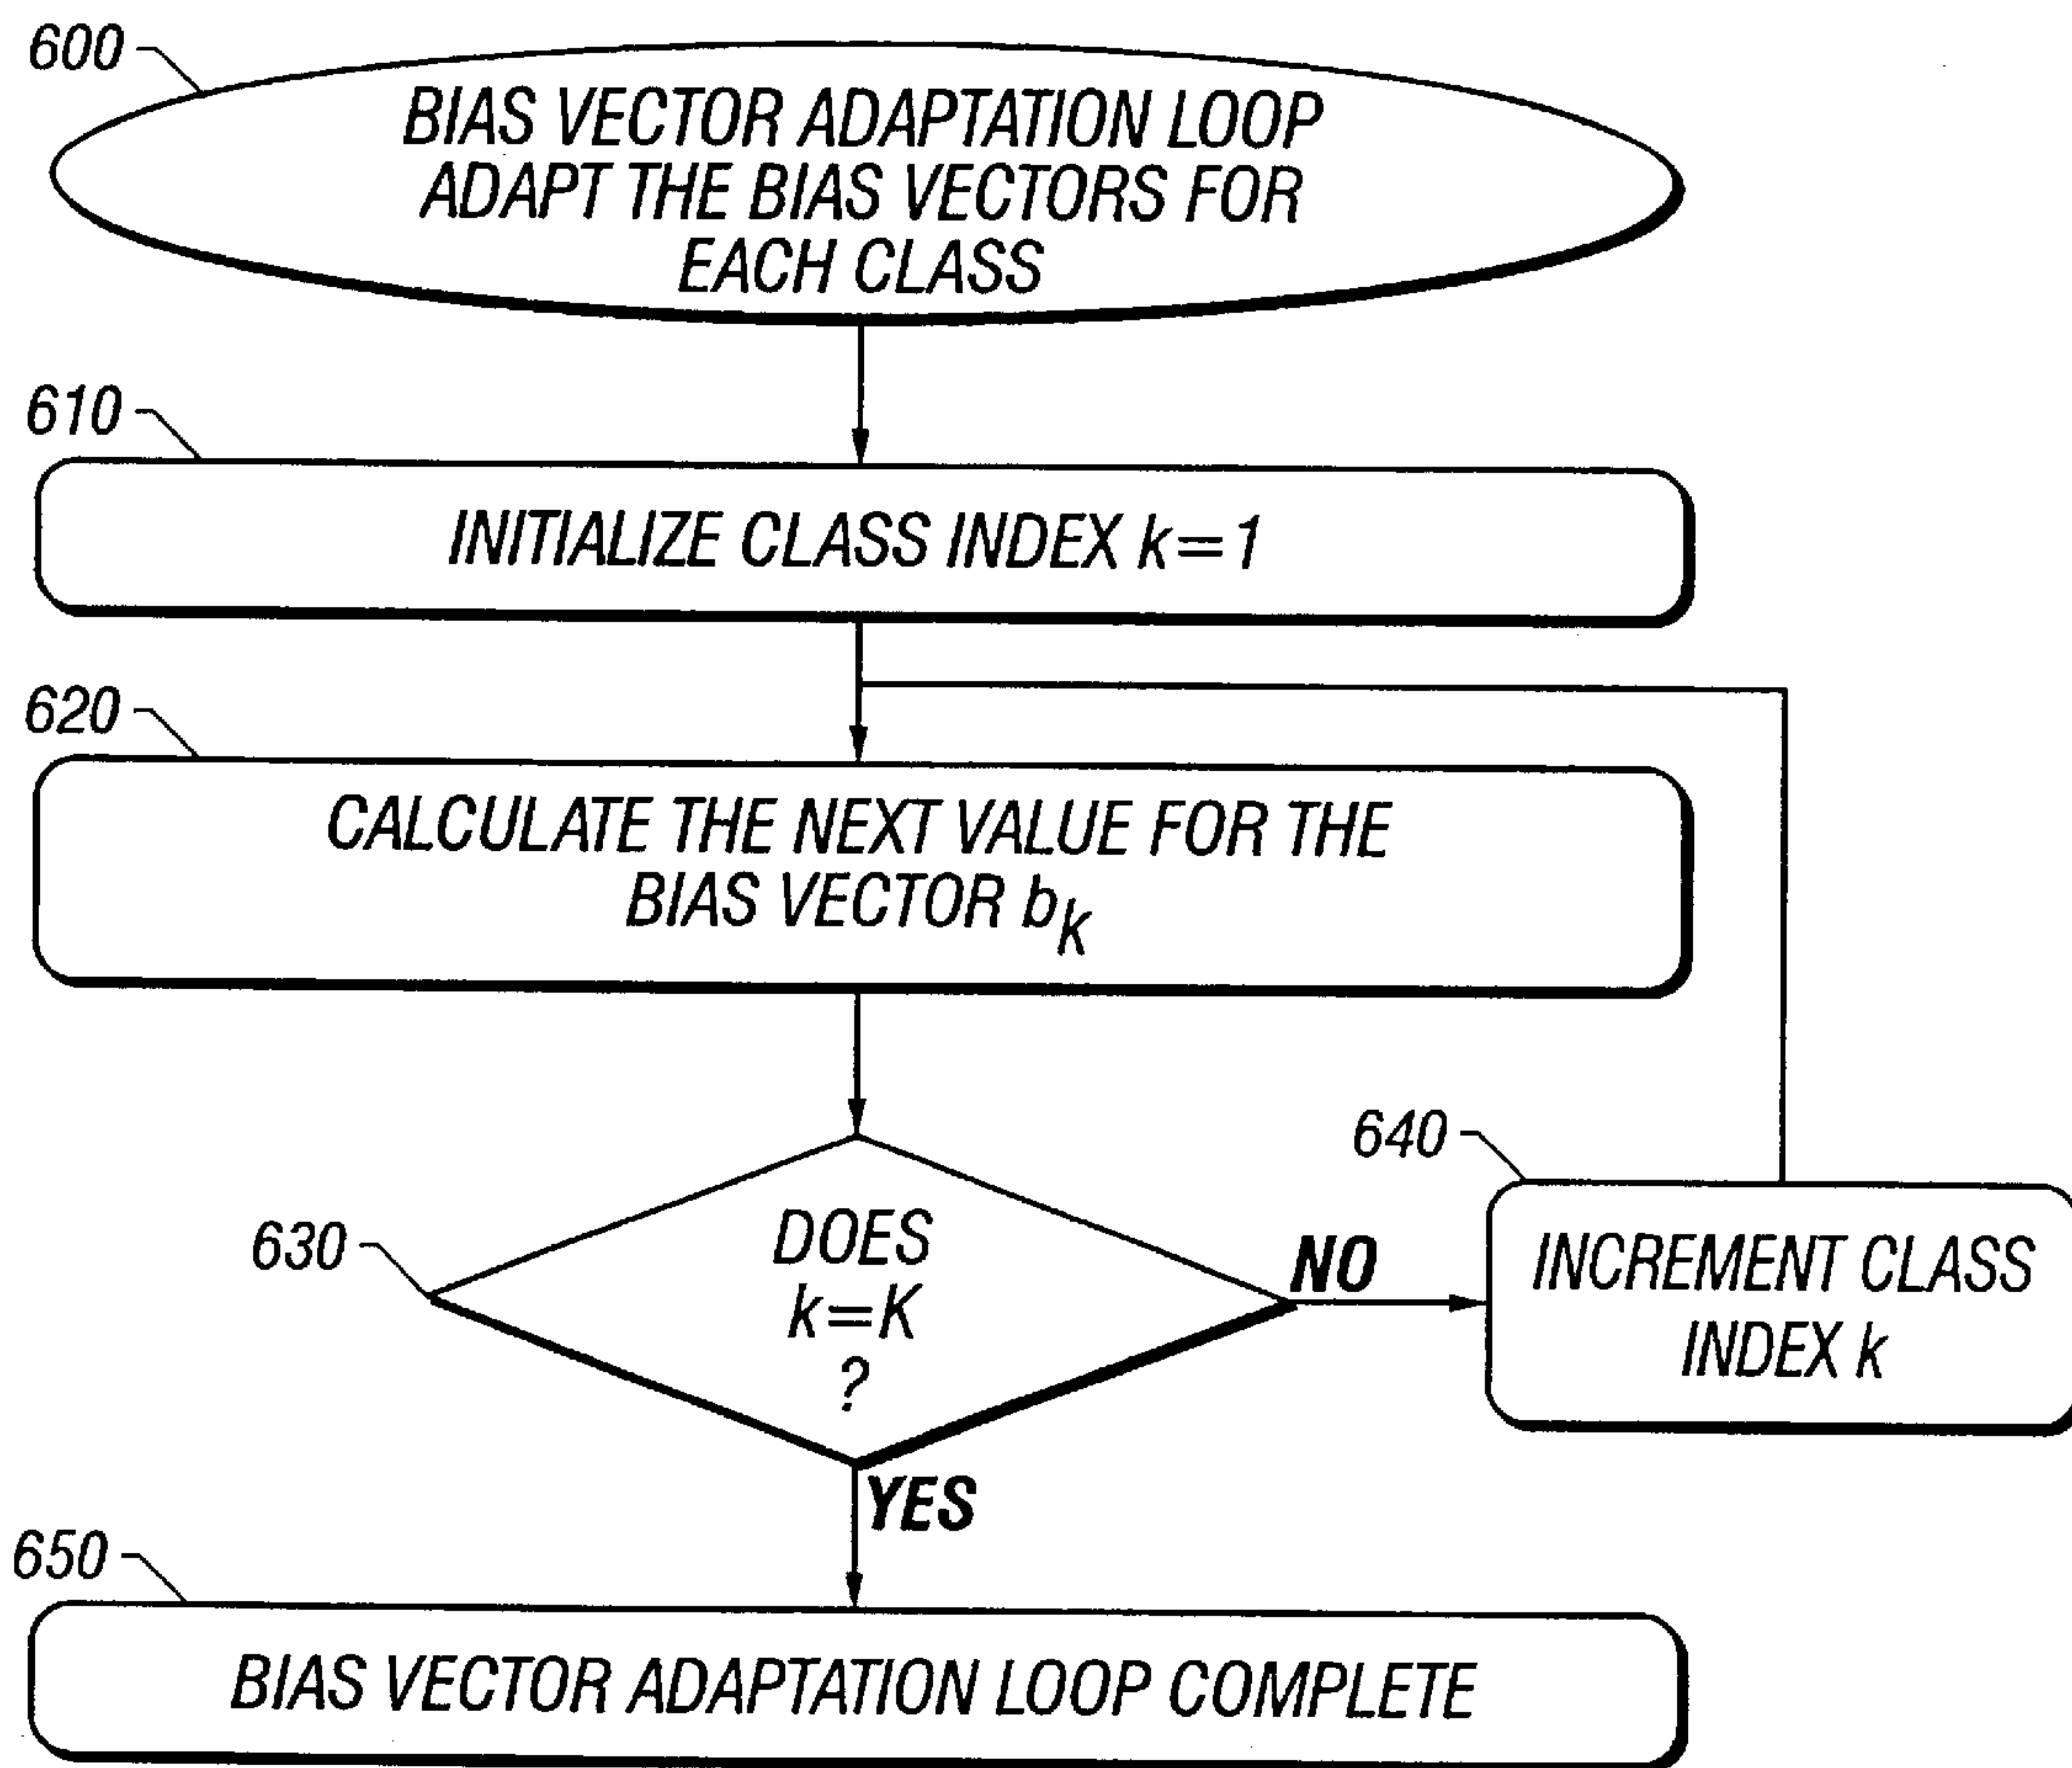 600
BIAS VECTOR ADAPTATION LOOP
ADAPT THE BIAS VECTORS FOR
EACH CLASS
610
INITIALIZE CLASS INDEX k=1
620
CALCULATE THE NEXT VALUE FOR THE
BIAS VECTOR bk
630
DOES
k=K
?
NO
640
INCREMENT CLASS
INDEX k
YES
650
BIAS VECTOR ADAPTATION LOOP COMPLETE